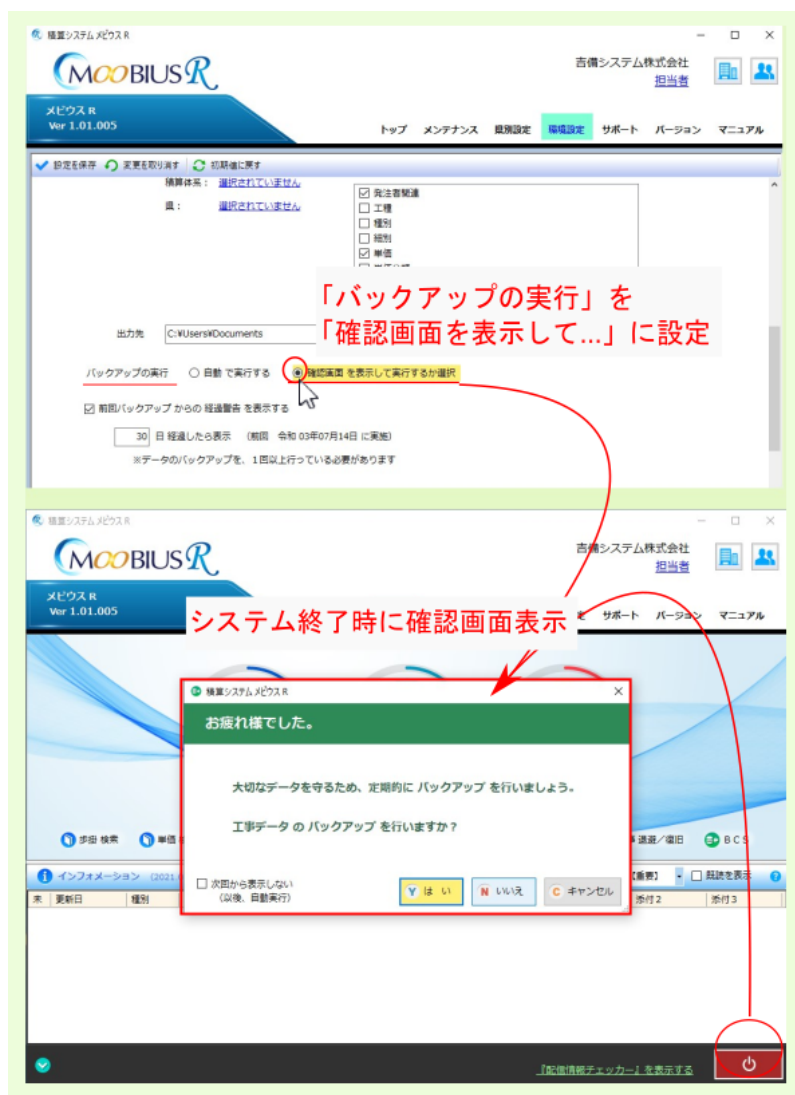 積算システム メビウス R
MOOBIUS R
吉備システム株式会社
担当者
メビウス R
Ver 1.01.005
トップ メンテナンス 県別設定 環境設定 サポート バージョン マニュアル
設定を保存 変更を取り消す 初期値に戻す
積算体系： 選択されていません
県： 選択されていません
発注者関連
工種
種別
細別
単価
「バックアップの実行」を
「確認画面を表示して...」に設定
出力先 C:¥Users¥Documents
バックアップの実行 自動 で実行する 確認画面 を表示して実行するか選択
前回バックアップ からの 経過警告 を表示する
30 日 経過したら表示 (前回 令和 03年07月14日 に実施)
※データのバックアップを、1回以上行っている必要があります
積算システム メビウス R
MOOBIUS R
吉備システム株式会社
担当者
メビウス R
Ver 1.01.005
サポート バージョン マニュアル
システム終了時に確認画面表示
積算システム メビウス R
お疲れ様でした。
大切なデータを守るため、定期的に バックアップ を行いましょう。
工事データ の バックアップ を行いますか？
次回から表示しない
(以後、自動実行)
Y はい N いいえ C キャンセル
歩掛 検索 単価 退避／復旧 B C S
インフォメーション (2021. 【重要】 既読を表示
未 更新日 種別 添付2 添付3
『配信情報チェッカー』を表示する